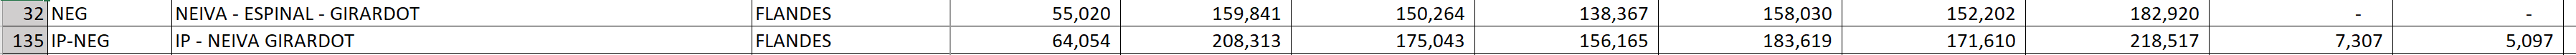 32 NEG NEIVA - ESPINAL - GIRARDOT FLANDES 55,020 159,841 150,264 138,367 158,030 152,202 182,920 - -
135 IP-NEG IP - NEIVA GIRARDOT FLANDES 64,054 208,313 175,043 156,165 183,619 171,610 218,517 7,307 5,097